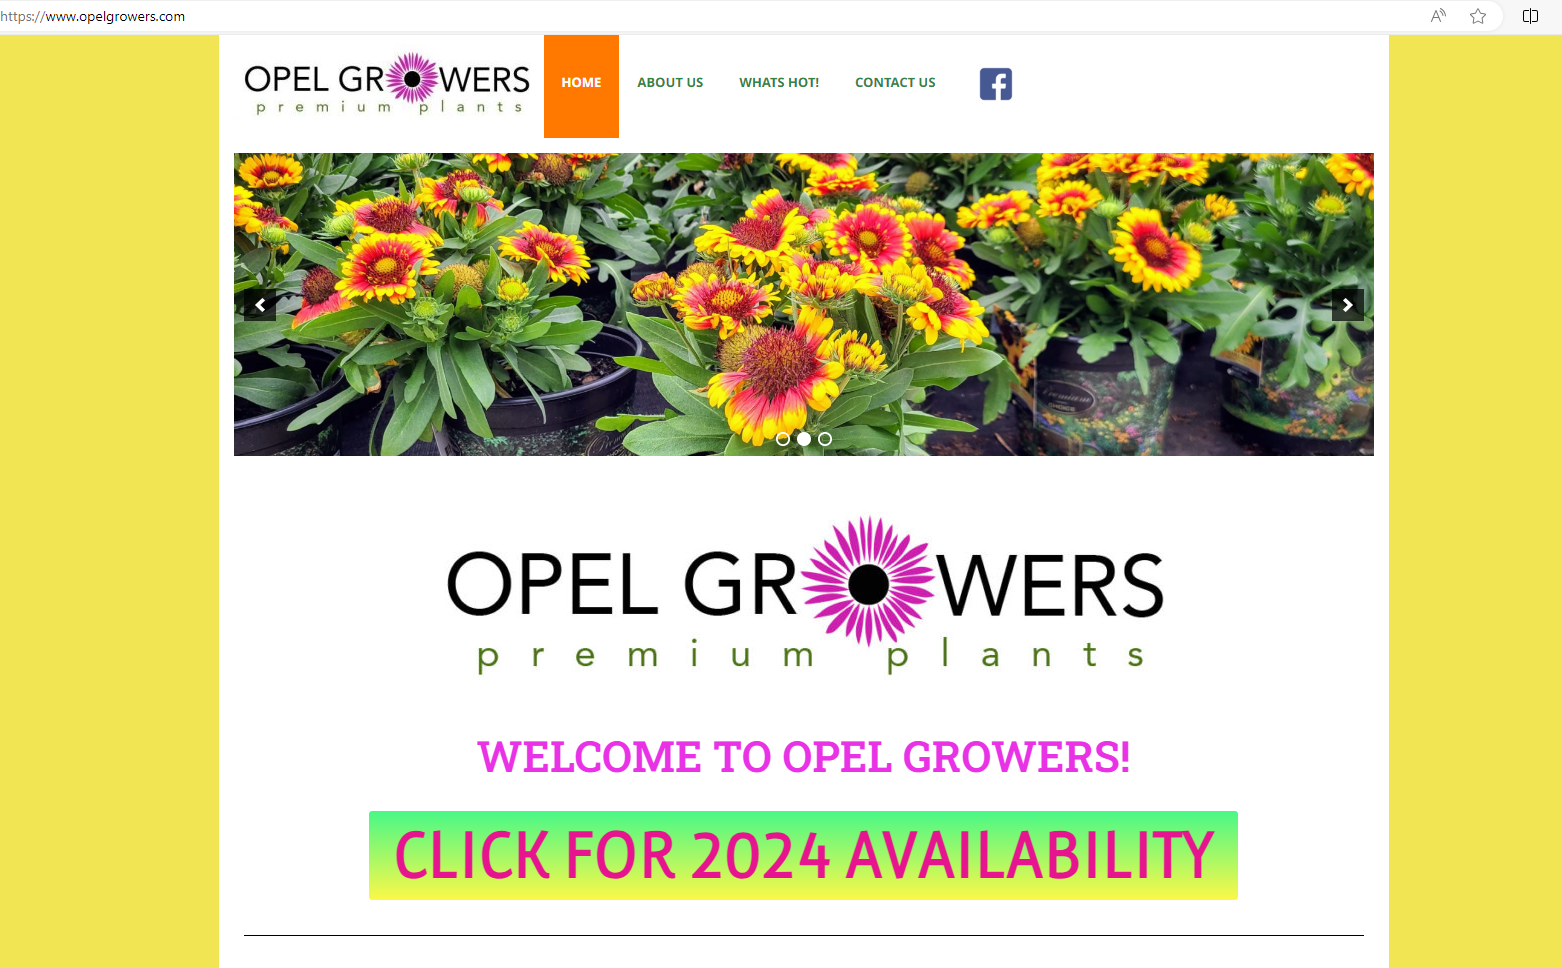 https://www.opelgrowers.com
OPEL GROWERS
premium plants
HOME
ABOUT US
WHATS HOT!
CONTACT US
OPEL GROWERS
premium plants
WELCOME TO OPEL GROWERS!
CLICK FOR 2024 AVAILABILITY